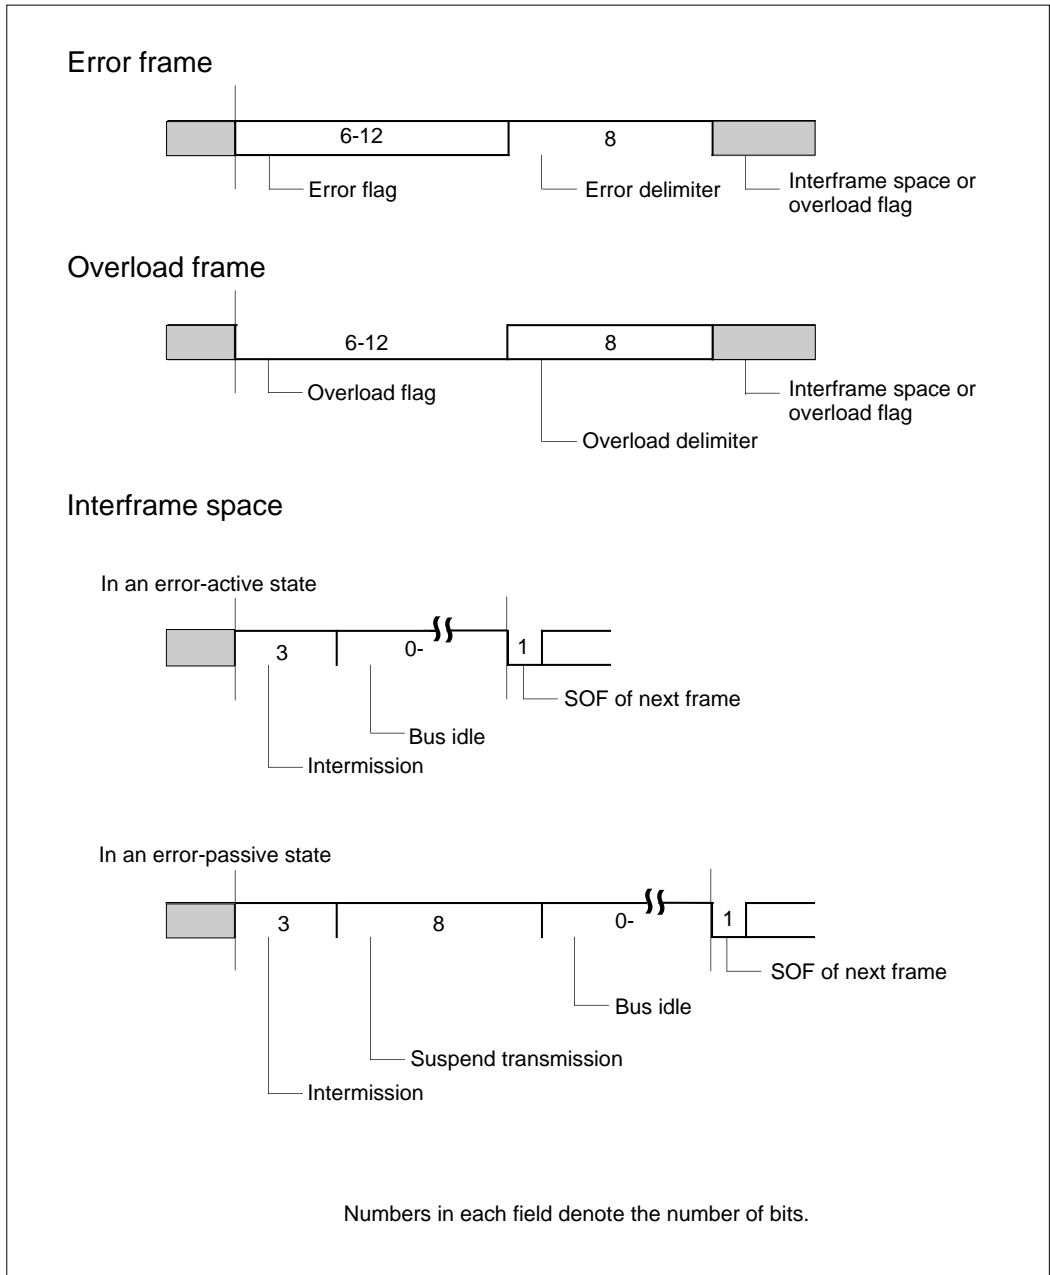 Error frame
6-12
8
Error flag
Error delimiter
Interframe space or
overload flag
Overload frame
6-12
8
Overload flag
Interframe space or
overload flag
Overload delimiter
Interframe space
In an error-active state
3
0-
1
SOF of next frame
Bus idle
Intermission
In an error-passive state
3
8
0-
1
SOF of next frame
Bus idle
Suspend transmission
Intermission
Numbers in each field denote the number of bits.